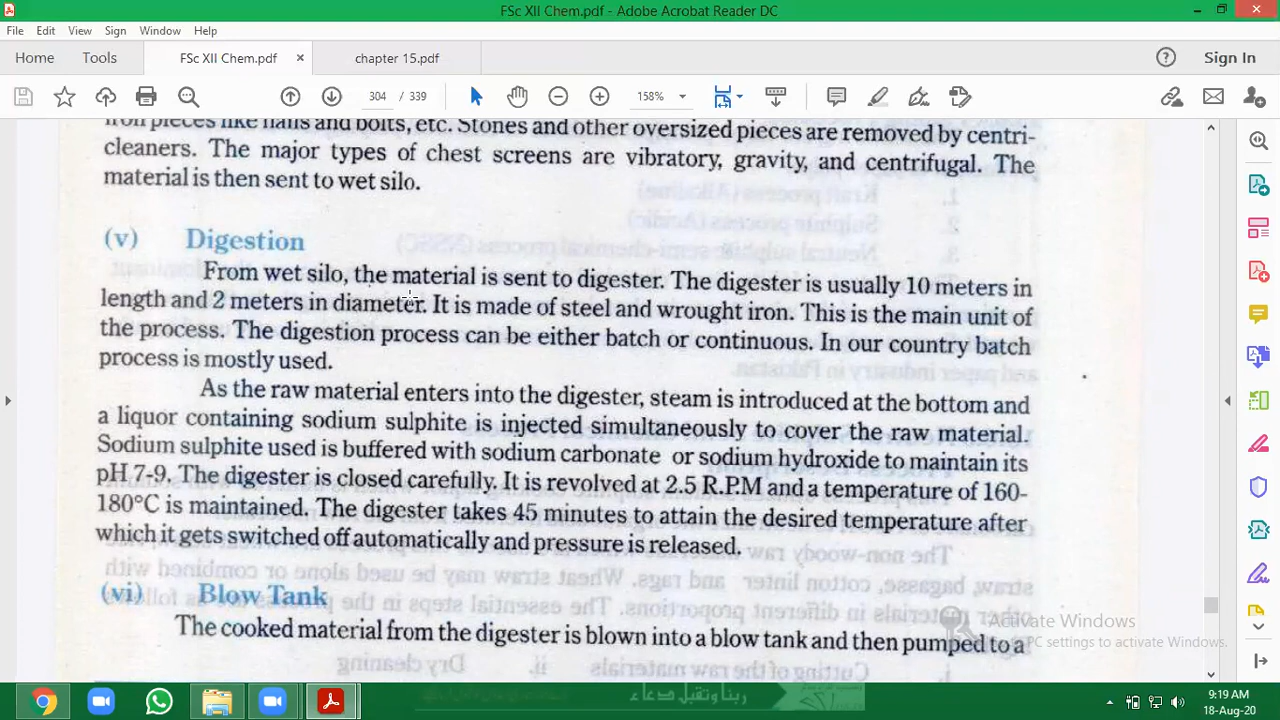 FSc XII Chem.pdf - Adobe Acrobat Reader DC
File Edit View Sign Window Help
Home Tools FSc XII Chem.pdf × chapter 15.pdf Sign In
304 / 339 158%
Iron pieces like nails and bolts, etc. Stones and other oversized pieces are removed by centri-
cleaners. The major types of chest screens are vibratory, gravity, and centrifugal. The
material is then sent to wet silo.
(v) Digestion
From wet silo, the material is sent to digester. The digester is usually 10 meters in
length and 2 meters in diameter. It is made of steel and wrought iron. This is the main unit of
the process. The digestion process can be either batch or continuous. In our country batch
process is mostly used.
As the raw material enters into the digester, steam is introduced at the bottom and
a liquor containing sodium sulphite is injected simultaneously to cover the raw material.
Sodium sulphite used is buffered with sodium carbonate or sodium hydroxide to maintain its
pH 7-9. The digester is closed carefully. It is revolved at 2.5 R.P.M and a temperature of 160-
180°C is maintained. The digester takes 45 minutes to attain the desired temperature after
which it gets switched off automatically and pressure is released.
(vi) Blow Tank
The cooked material from the digester is blown into a blow tank and then pumped to a
Activate Windows
PC settings to activate Windows.
ربنا وتقبل دعاء
9:19 AM
18-Aug-20